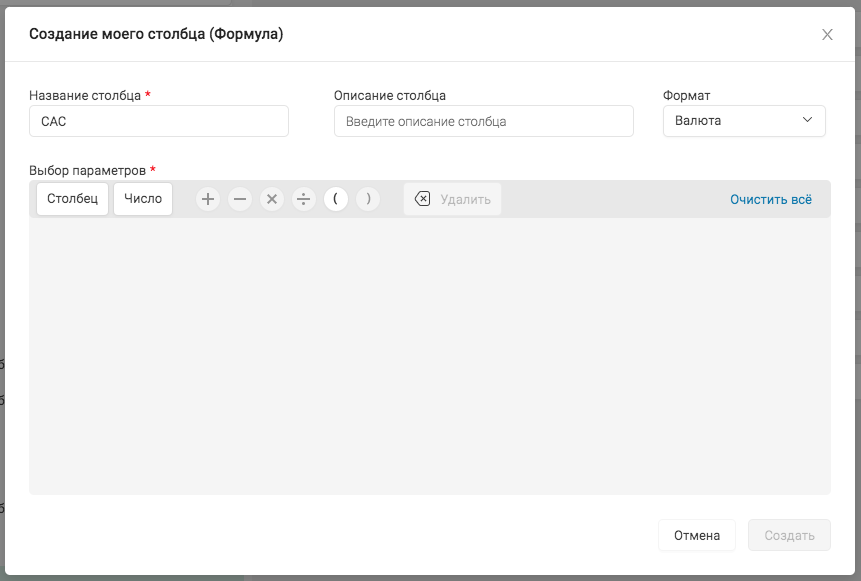 Создание моего столбца (Формула)
Название столбца *
Описание столбца
Формат
CAC
Введите описание столбца
Валюта
Выбор параметров *
Столбец Число + − × ÷ ( ) Удалить Очистить всё
б
б
б
Отмена Создать